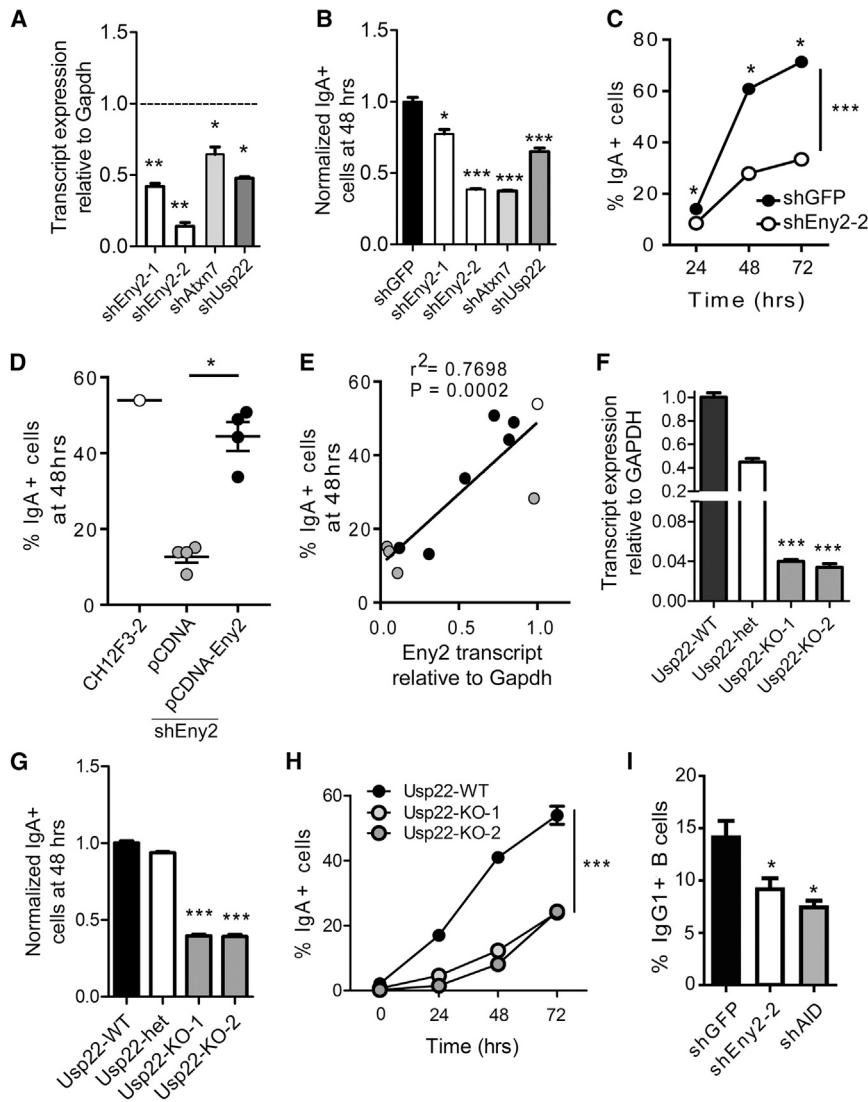 A
Transcript expression
relative to Gapdh
1.5
1.0
0.5
0.0
**
**
*
*
shEny2-1
shEny2-2
shAtxn7
shUsp22
B
Normalized IgA+
cells at 48 hrs
1.5
1.0
0.5
0.0
*
***
***
***
shGFP
shEny2-1
shEny2-2
shAtxn7
shUsp22
C
% IgA+ cells
80
60
40
20
0
*
*
*
***
shGFP
shEny2-2
24 48 72
Time (hrs)
D
% IgA+ cells
at 48hrs
60
40
20
0
*
CH12F3-2
pCDNA
pCDNA-Eny2
shEny2
E
r2= 0.7698
P = 0.0002
% IgA+ cells
at 48hrs
60
40
20
0
0.0 0.5 1.0
Eny2 transcript
relative to Gapdh
F
Transcript expression
relative to GAPDH
1.0
0.8
0.6
0.4
0.2
0.08
0.04
0.00
***
***
Usp22-WT
Usp22-het
Usp22-KO-1
Usp22-KO-2
G
Normalized IgA+
cells at 48 hrs
1.5
1.0
0.5
0.0
***
***
Usp22-WT
Usp22-het
Usp22-KO-1
Usp22-KO-2
H
% IgA+ cells
60
40
20
0
Usp22-WT
Usp22-KO-1
Usp22-KO-2
***
0 24 48 72
Time (hrs)
I
% IgG1+ B cells
20
15
10
5
0
*
*
shGFP
shEny2-2
shAID